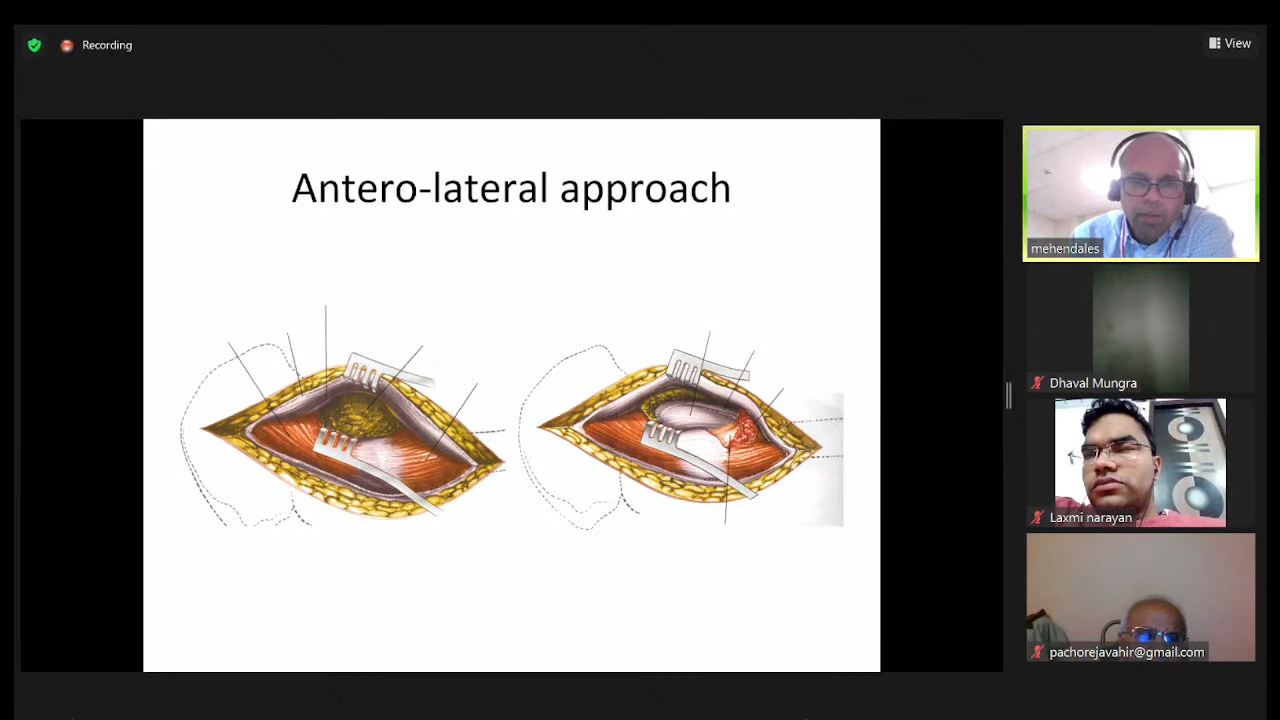 Recording
View
Antero-lateral approach
mehendales
Dhaval Mungra
Laxmi narayan
pachorejavahir@gmail.com